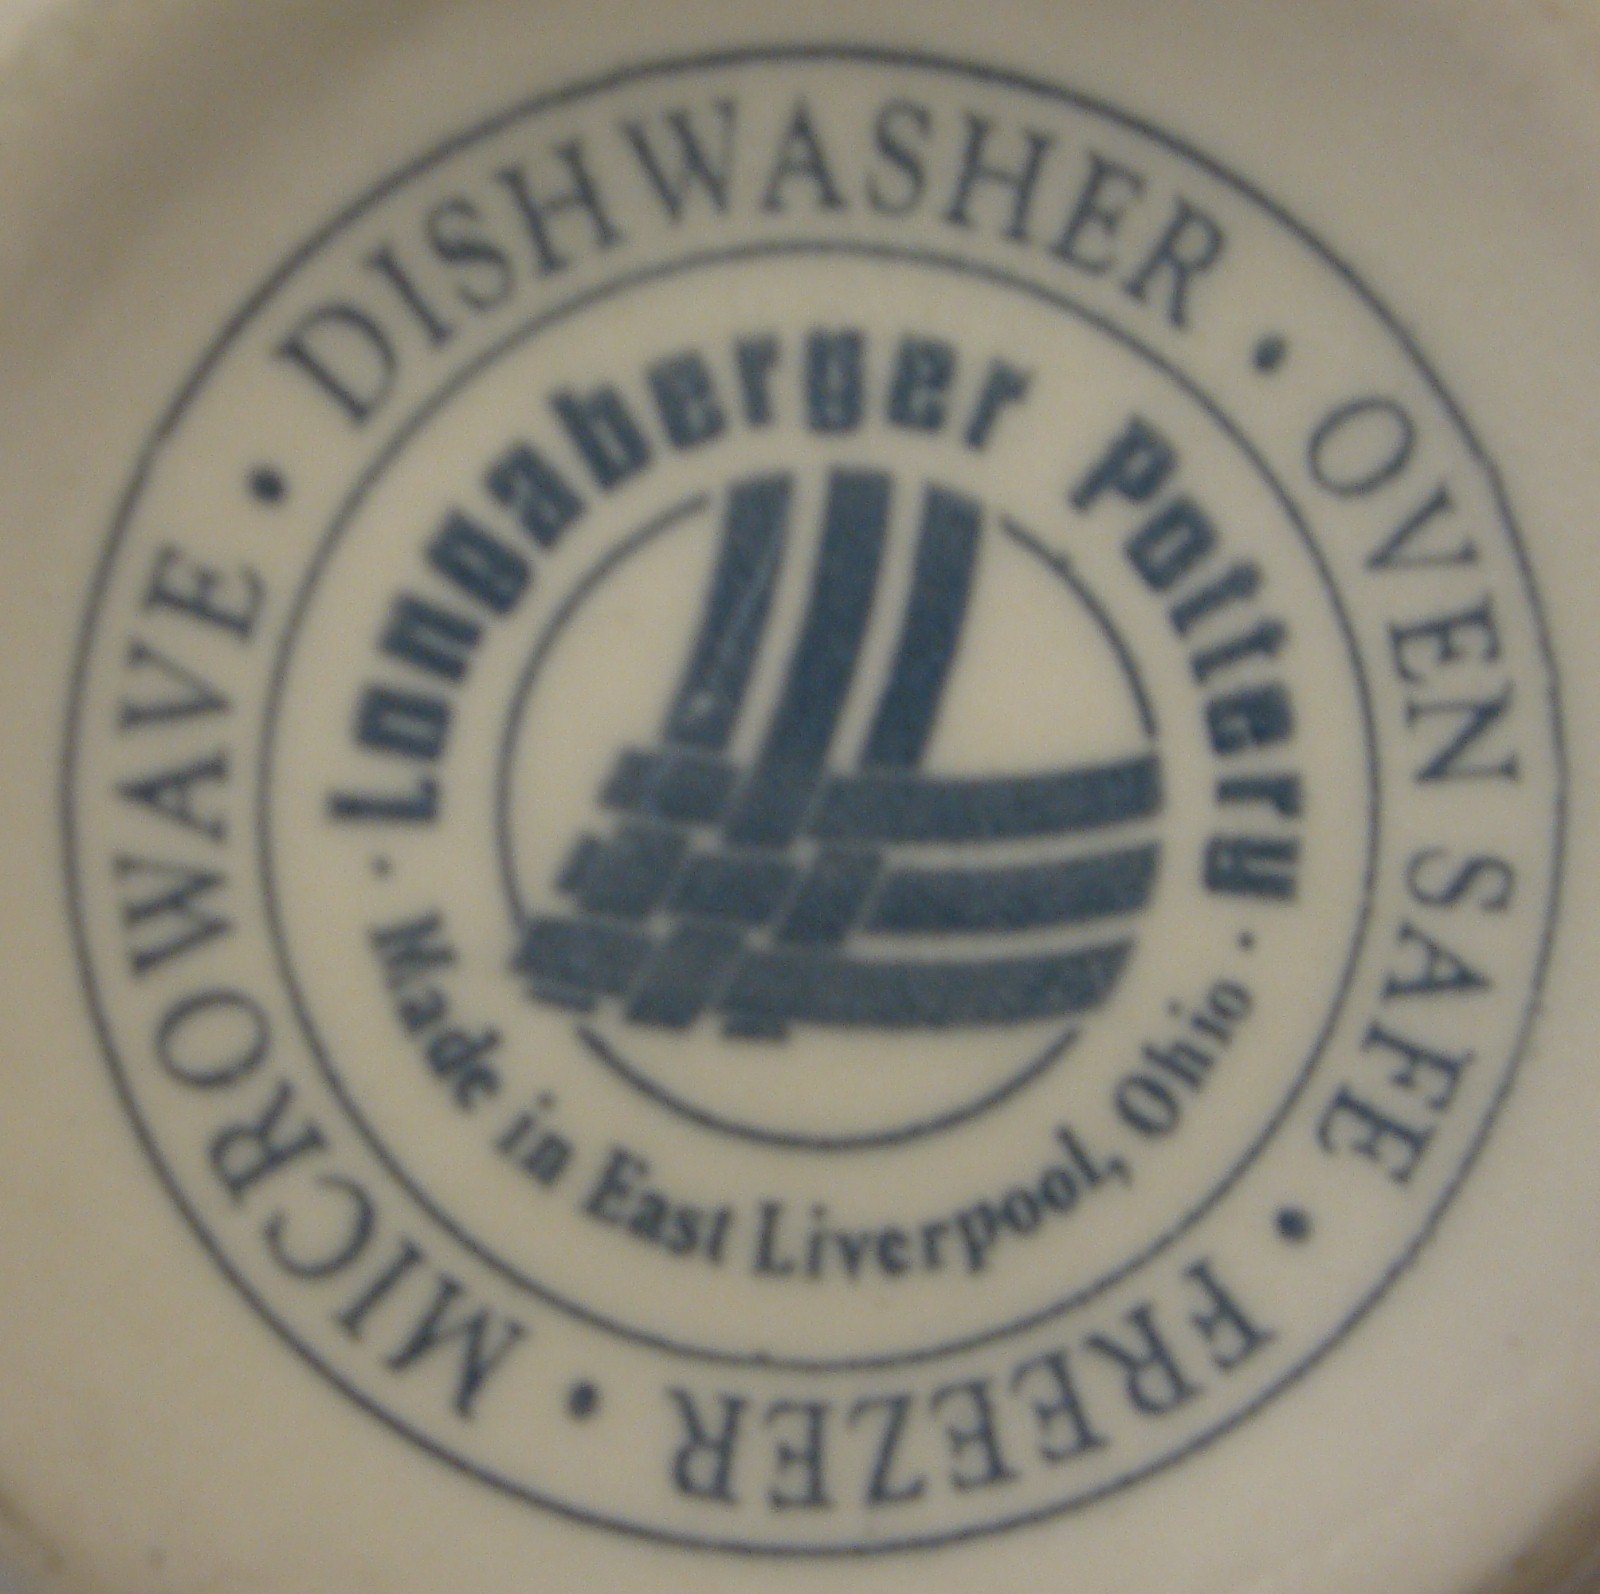 • DISHWASHER • OVEN SAFE • FREEZER • MICROWAVE
Longaberger Pottery
· Made in East Liverpool, Ohio ·